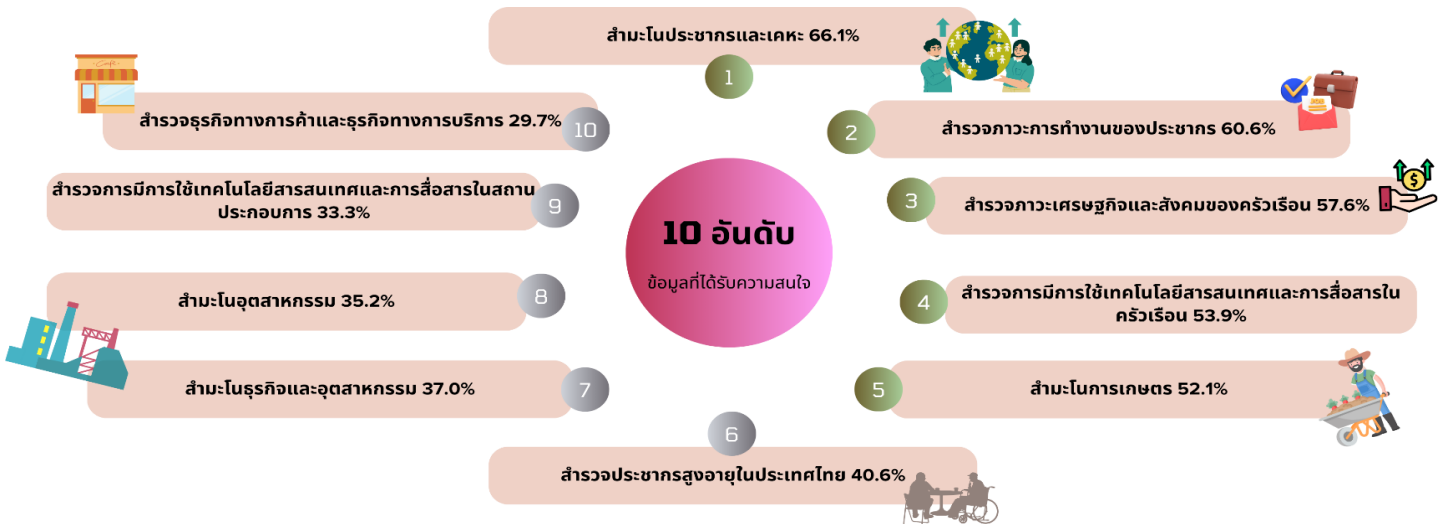 10 อันดับ
ข้อมูลที่ได้รับความสนใจ
สำมะโนประชากรและเคหะ 66.1%
1
2
สำรวจภาวะการทำงานของประชากร 60.6%
JOB
3
สำรวจภาวะเศรษฐกิจและสังคมของครัวเรือน 57.6%
$
4
สำรวจการมีการใช้เทคโนโลยีสารสนเทศและการสื่อสารใน
ครัวเรือน 53.9%
5
สำมะโนการเกษตร 52.1%
6
สำรวจประชากรสูงอายุในประเทศไทย 40.6%
สำมะโนธุรกิจและอุตสาหกรรม 37.0%
7
สำมะโนอุตสาหกรรม 35.2%
8
สำรวจการมีการใช้เทคโนโลยีสารสนเทศและการสื่อสารในสถาน
ประกอบการ 33.3%
9
Cafe
สำรวจธุรกิจทางการค้าและธุรกิจทางการบริการ 29.7%
10